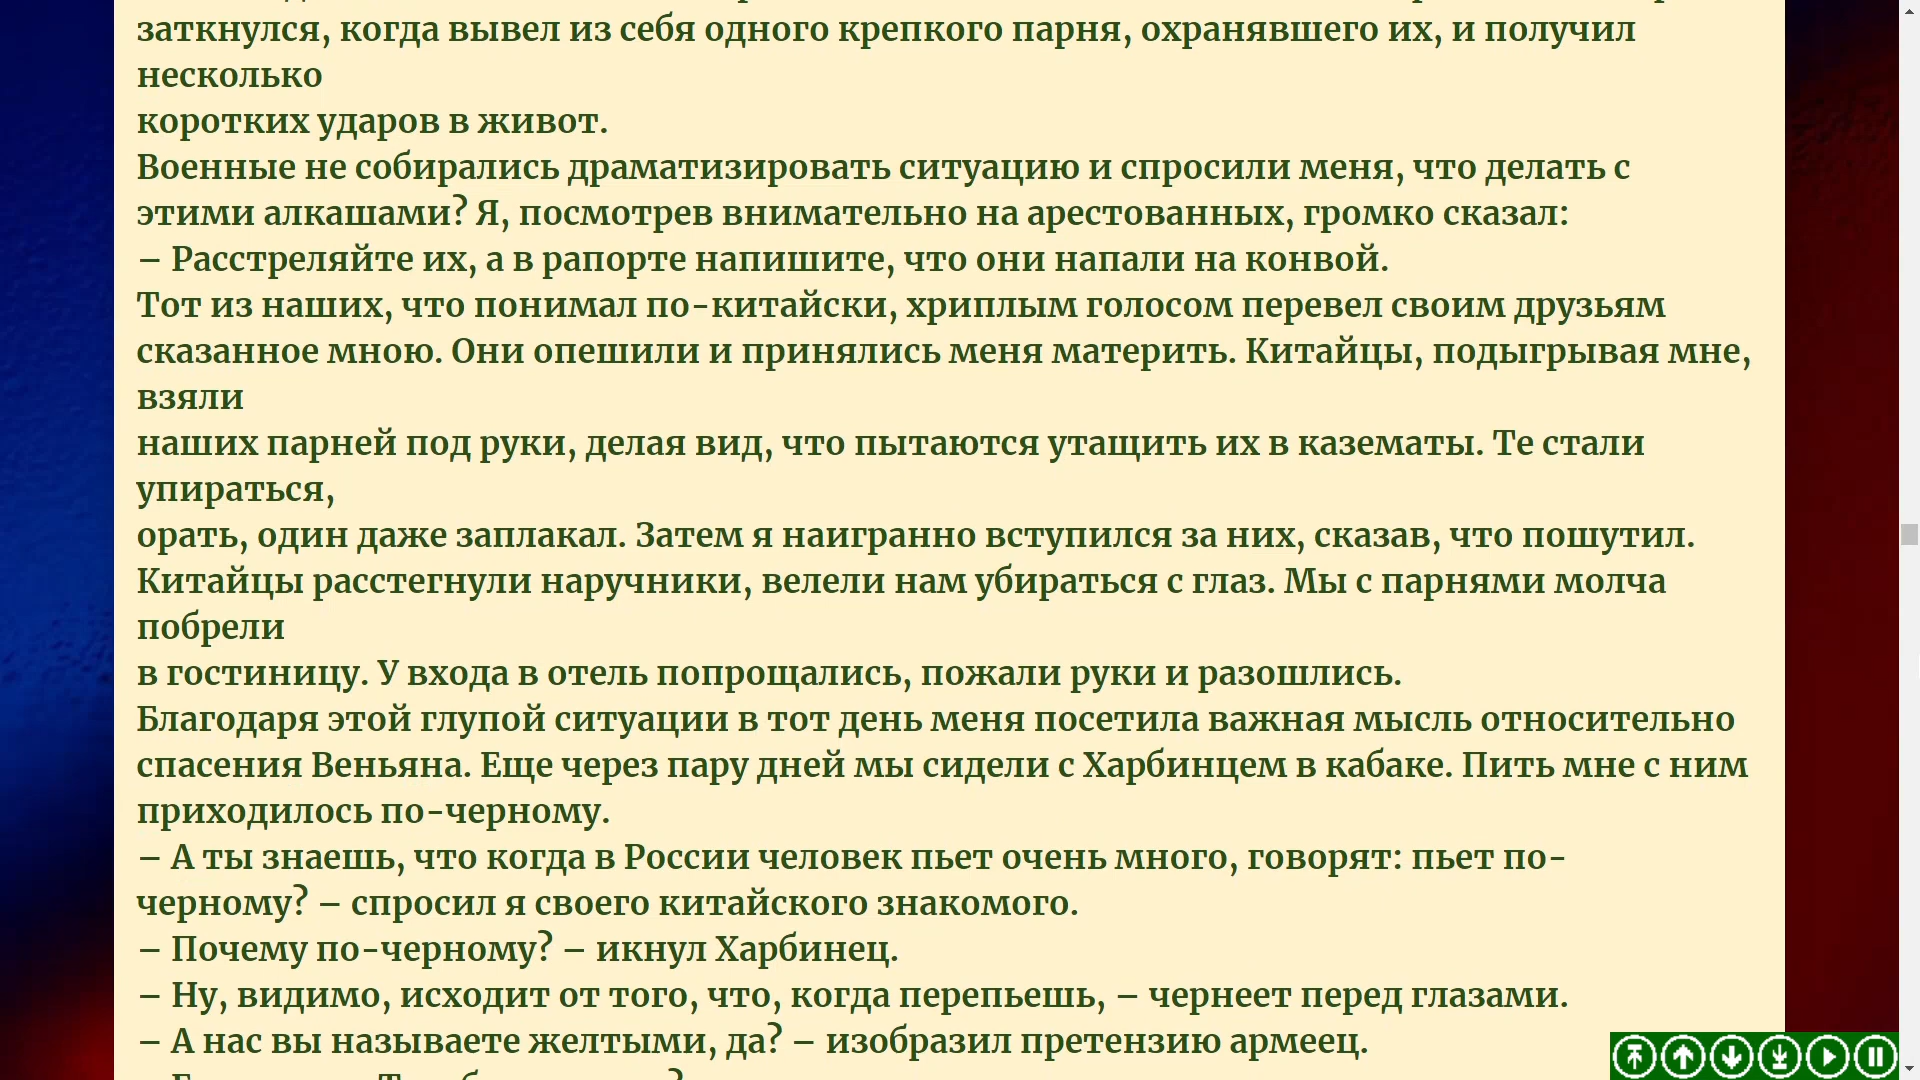 заткнулся, когда вывел из себя одного крепкого парня, охранявшего их, и получил
несколько
коротких ударов в живот.
Военные не собирались драматизировать ситуацию и спросили меня, что делать с
этими алкашами? Я, посмотрев внимательно на арестованных, громко сказал:
– Расстреляйте их, а в рапорте напишите, что они напали на конвой.
Тот из наших, что понимал по-китайски, хриплым голосом перевел своим друзьям
сказанное мною. Они опешили и принялись меня материть. Китайцы, подыгрывая мне,
взяли
наших парней под руки, делая вид, что пытаются утащить их в казематы. Те стали
упираться,
орать, один даже заплакал. Затем я наигранно вступился за них, сказав, что пошутил.
Китайцы расстегнули наручники, велели нам убираться с глаз. Мы с парнями молча
побрели
в гостиницу. У входа в отель попрощались, пожали руки и разошлись.
Благодаря этой глупой ситуации в тот день меня посетила важная мысль относительно
спасения Веньяна. Еще через пару дней мы сидели с Харбинцем в кабаке. Пить мне с ним
приходилось по-черному.
– А ты знаешь, что когда в России человек пьет очень много, говорят: пьет по-
черному? – спросил я своего китайского знакомого.
– Почему по-черному? – икнул Харбинец.
– Ну, видимо, исходит от того, что, когда перепьешь, – чернеет перед глазами.
– А нас вы называете желтыми, да? – изобразил претензию армеец.